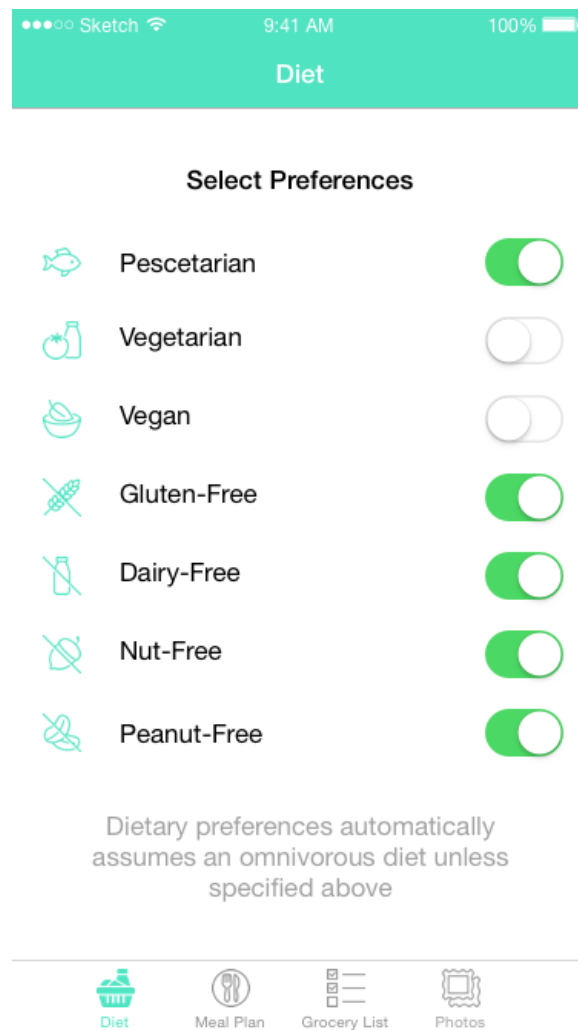 Sketch 9:41 AM 100%
Diet
Select Preferences
Pescetarian
Vegetarian
Vegan
Gluten-Free
Dairy-Free
Nut-Free
Peanut-Free
Dietary preferences automatically
assumes an omnivorous diet unless
specified above
Diet Meal Plan Grocery List Photos